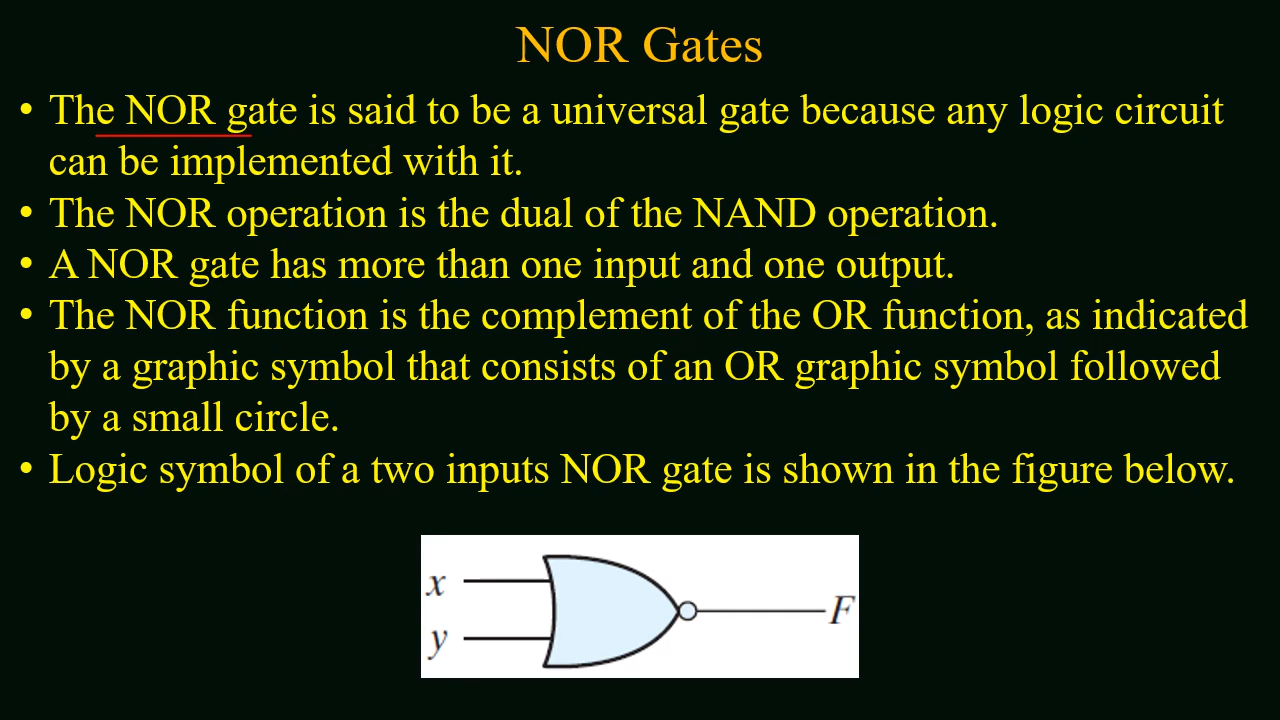 NOR Gates
• The NOR gate is said to be a universal gate because any logic circuit
can be implemented with it.
• The NOR operation is the dual of the NAND operation.
• A NOR gate has more than one input and one output.
• The NOR function is the complement of the OR function, as indicated
by a graphic symbol that consists of an OR graphic symbol followed
by a small circle.
• Logic symbol of a two inputs NOR gate is shown in the figure below.
x
y
F